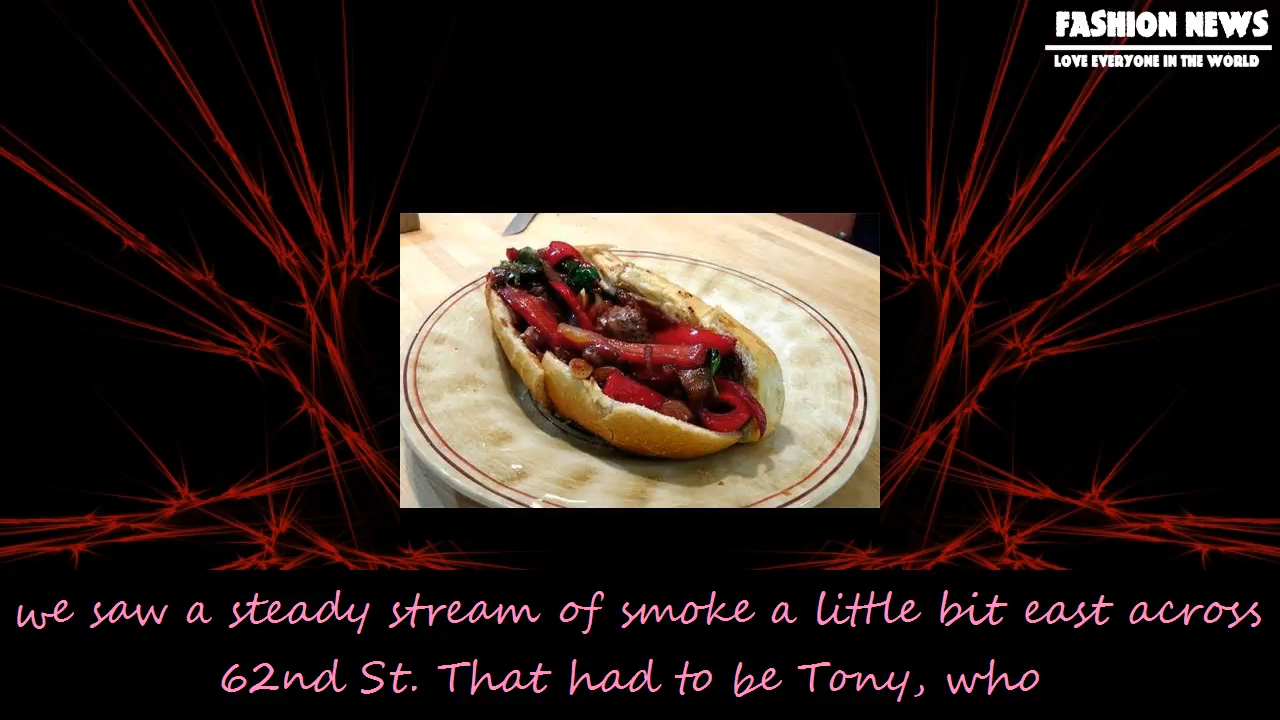 FASHION NEWS
LOVE EVERYONE IN THE WORLD
we saw a steady stream of smoke a little bit east across
62nd St. That had to be Tony, who